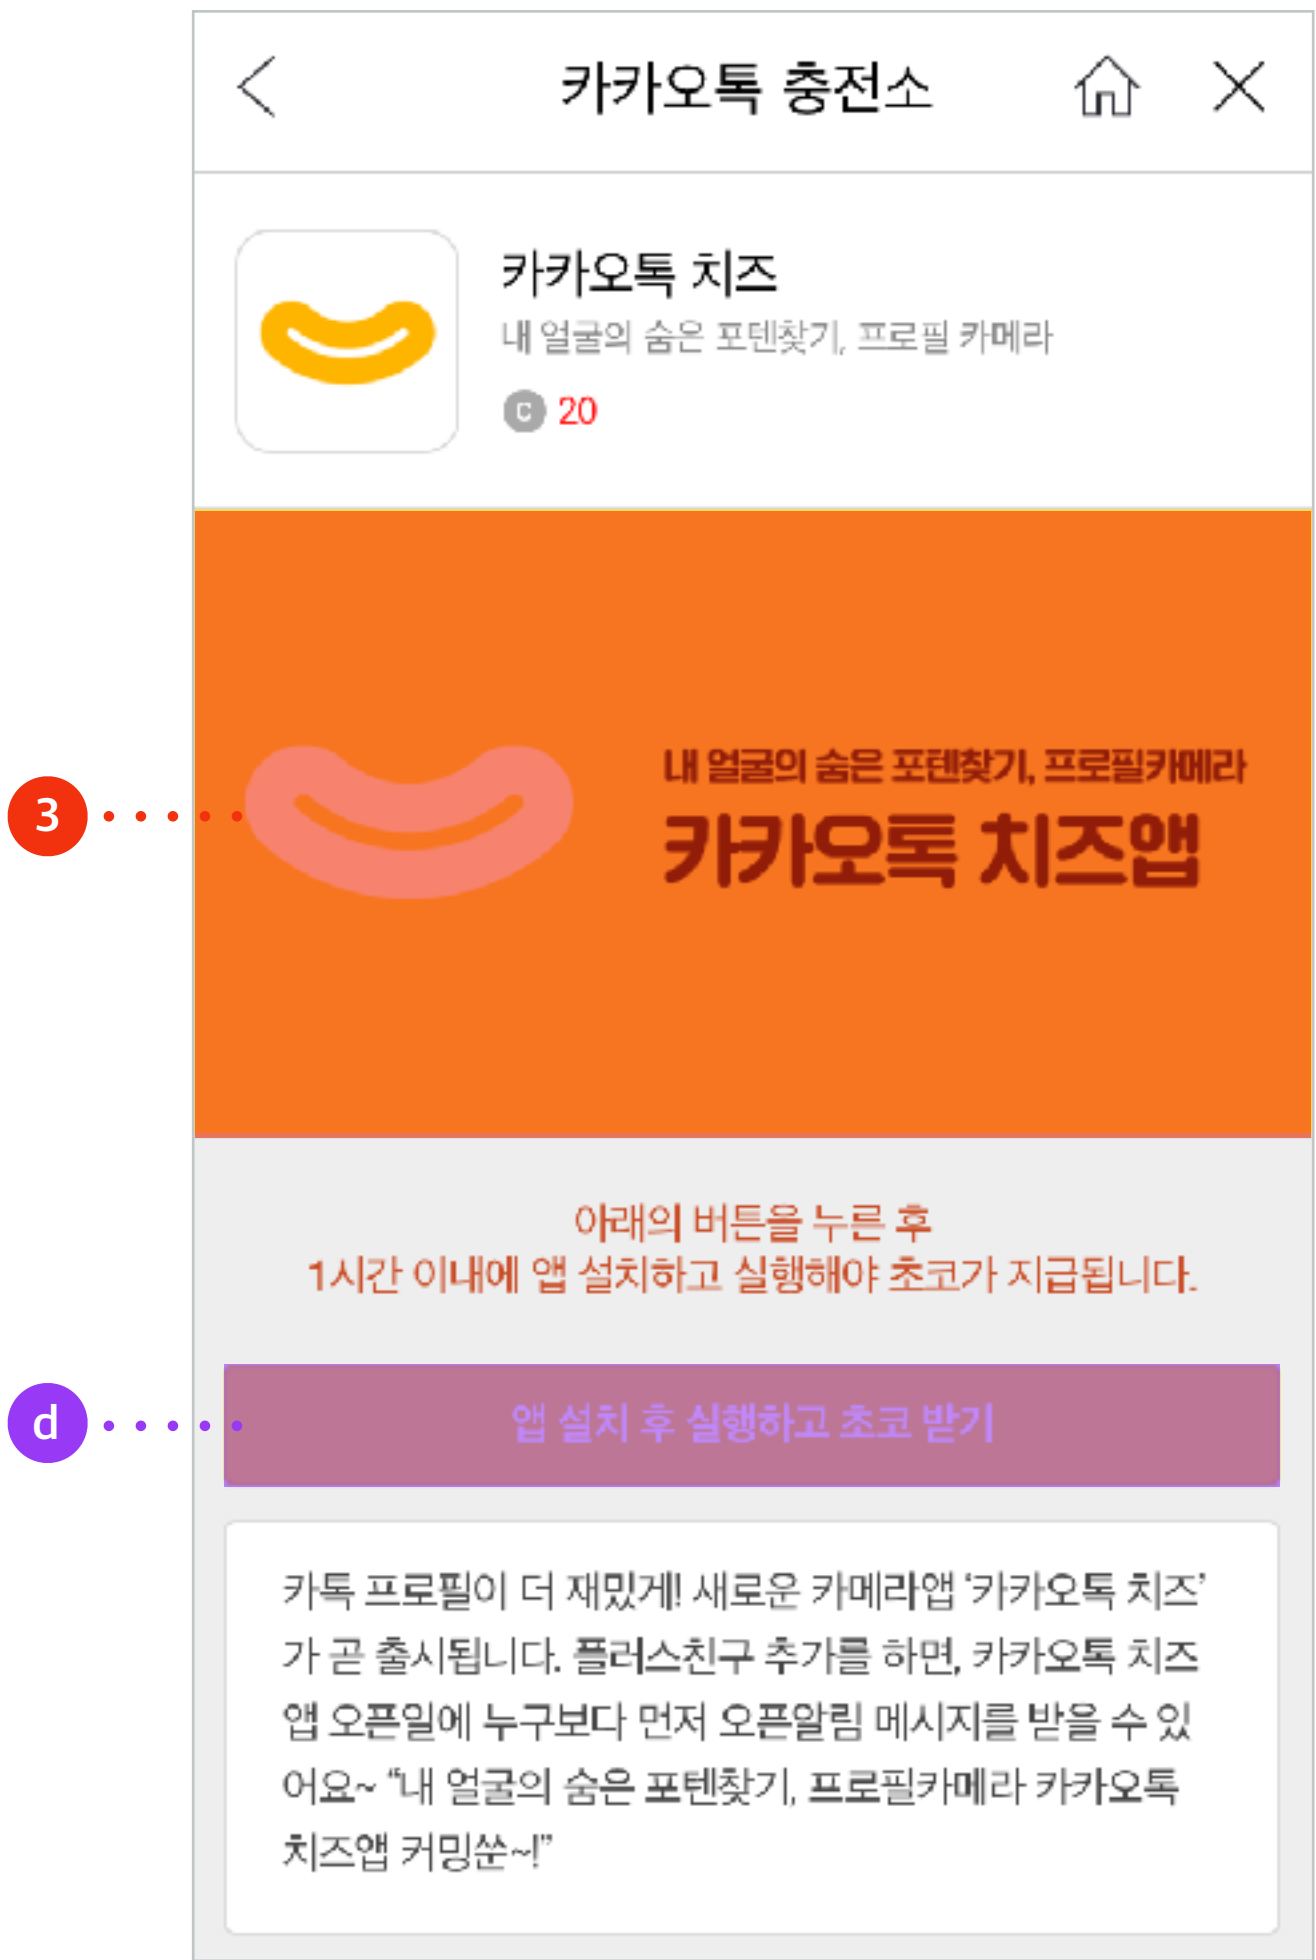 카카오톡 충전소
카카오톡 치즈
내 얼굴의 숨은 포텐찾기, 프로필 카메라
C 20
내 얼굴의 숨은 포텐찾기, 프로필카메라
3
카카오톡 치즈앱
아래의 버튼을 누른 후
1시간 이내에 앱 설치하고 실행해야 초코가 지급됩니다.
d
앱 설치 후 실행하고 초코 받기
카톡 프로필이 더 재밌게! 새로운 카메라앱 ‘카카오톡 치즈’
가 곧 출시됩니다. 플러스친구 추가를 하면, 카카오톡 치즈
앱 오픈일에 누구보다 먼저 오픈알림 메시지를 받을 수 있
어요~ “내 얼굴의 숨은 포텐찾기, 프로필카메라 카카오톡
치즈앱 커밍쑨~!”